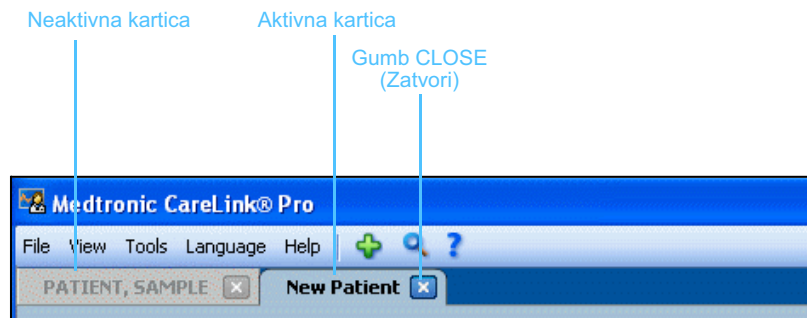 Neaktivna kartica
Aktivna kartica
Gumb CLOSE
(Zatvori)
Medtronic CareLink® Pro
File View Tools Language Help ?
PATIENT, SAMPLE
New Patient